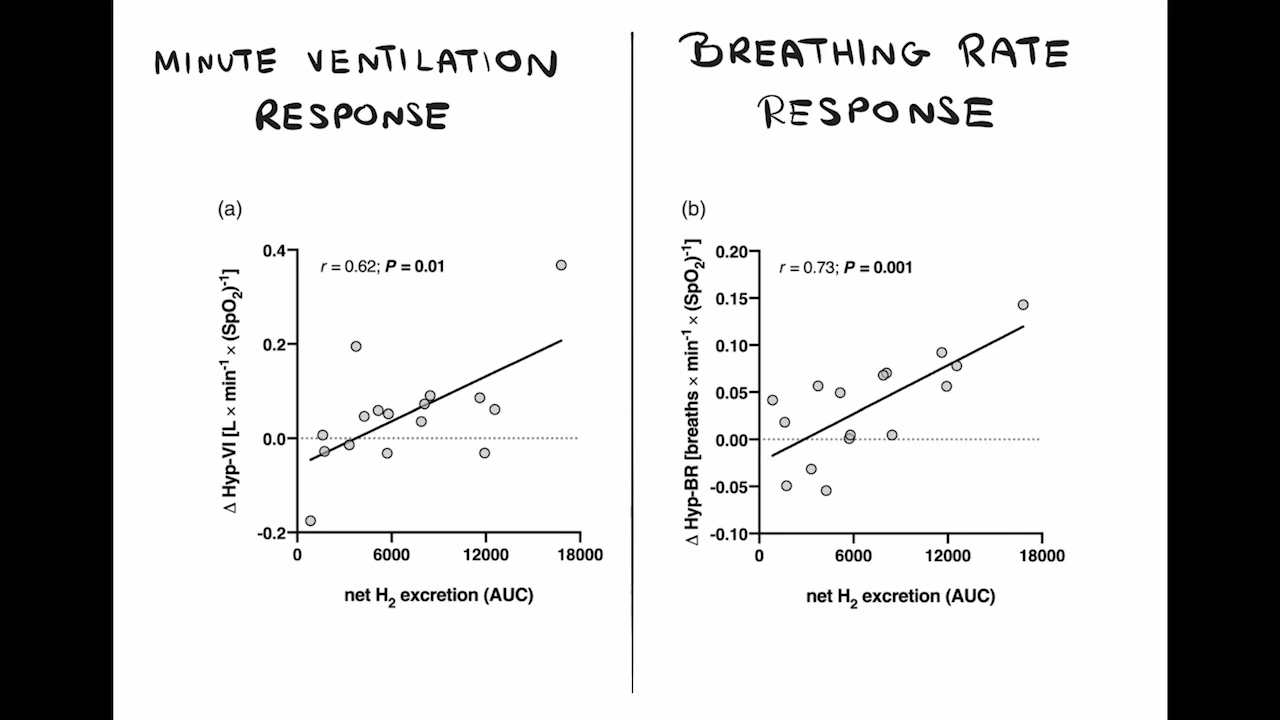 MINUTE VENTILATION
RESPONSE
(a)
Δ Hyp-VI [L × min⁻¹ × (SpO₂)⁻¹]
0.4
0.2
0.0
-0.2
r = 0.62; P = 0.01
0 6000 12000 18000
net H₂ excretion (AUC)
BREATHING RATE
RESPONSE
(b)
Δ Hyp-BR [breaths × min⁻¹ × (SpO₂)⁻¹]
0.20
0.15
0.10
0.05
0.00
-0.05
-0.10
r = 0.73; P = 0.001
0 6000 12000 18000
net H₂ excretion (AUC)